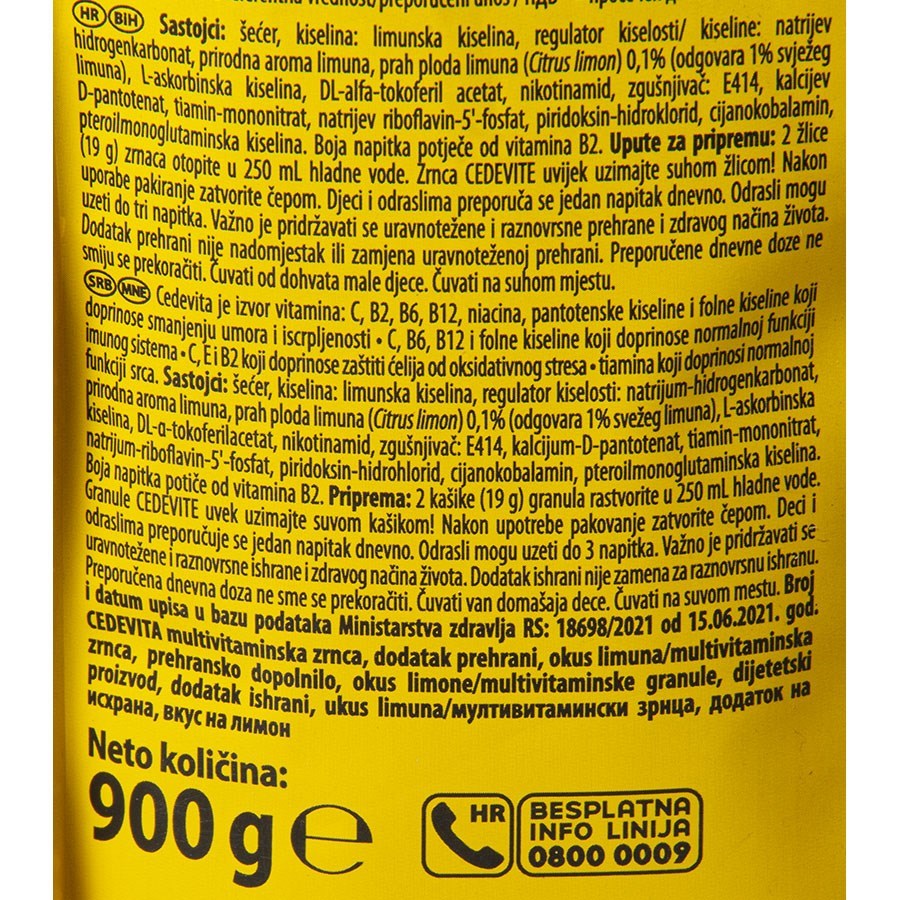 HR BIH Sastojci: šećer, kiselina: limunska kiselina, regulator kiselosti/ kiseline: natrijev
hidrogenkarbonat, prirodna aroma limuna, prah ploda limuna (Citrus limon) 0,1% (odgovara 1% svježeg
limuna), L-askorbinska kiselina, DL-alfa-tokoferil acetat, nikotinamid, zgušnjivač: E414, kalcijev
D-pantotenat, tiamin-mononitrat, natrijev riboflavin-5'-fosfat, piridoksin-hidroklorid, cijanokobalamin,
pteroilmonoglutaminska kiselina. Boja napitka potječe od vitamina B2. Upute za pripremu: 2 žlice
(19 g) zrnaca otopite u 250 mL hladne vode. Zrnca CEDEVITE uvijek uzimajte suhom žlicom! Nakon
uporabe pakiranje zatvorite čepom. Djeci i odraslima preporuča se jedan napitak dnevno. Odrasli mogu
uzeti do tri napitka. Važno je pridržavati se uravnotežene i raznovrsne prehrane i zdravog načina života.
Dodatak prehrani nije nadomjestak ili zamjena uravnoteženoj prehrani. Preporučene dnevne doze ne
smiju se prekoračiti. Čuvati od dohvata male djece. Čuvati na suhom mjestu.
SRB MNE Cedevita je izvor vitamina: C, B2, B6, B12, niacina, pantotenske kiseline i folne kiseline koji
doprinose smanjenju umora i iscrpljenosti • C, B6, B12 i folne kiseline koji doprinose normalnoj funkciji
imunog sistema • C, E i B2 koji doprinose zaštiti ćelija od oksidativnog stresa • tiamina koji doprinosi normalnoj
funkciji srca. Sastojci: šećer, kiselina: limunska kiselina, regulator kiselosti: natrijum-hidrogenkarbonat,
prirodna aroma limuna, prah ploda limuna (Citrus limon) 0,1% (odgovara 1% svežeg limuna), L-askorbinska
kiselina, DL-α-tokoferilacetat, nikotinamid, zgušnjivač: E414, kalcijum-D-pantotenat, tiamin-mononitrat,
natrijum-riboflavin-5'-fosfat, piridoksin-hidrohlorid, cijanokobalamin, pteroilmonoglutaminska kiselina.
Boja napitka potiče od vitamina B2. Priprema: 2 kašike (19 g) granula rastvorite u 250 mL hladne vode.
Granule CEDEVITE uvek uzimajte suvom kašikom! Nakon upotrebe pakovanje zatvorite čepom. Deci i
odraslima preporučuje se jedan napitak dnevno. Odrasli mogu uzeti do 3 napitka. Važno je pridržavati se
uravnotežene i raznovrsne ishrane i zdravog načina života. Dodatak ishrani nije zamena za raznovrsnu ishranu.
Preporučena dnevna doza ne sme se prekoračiti. Čuvati van domašaja dece. Čuvati na suvom mestu. Broj
i datum upisa u bazu podataka Ministarstva zdravlja RS: 18698/2021 od 15.06.2021. god.
CEDEVITA multivitaminska zrnca, dodatak prehrani, okus limuna/multivitaminska
zrnca, prehransko dopolnilo, okus limone/multivitaminske granule, dijetetski
proizvod, dodatak ishrani, ukus limuna/мултивитамински зрница, додаток на
исхрана, вкус на лимон
Neto količina:
900 g e
HR BESPLATNA
INFO LINIJA
0800 0009